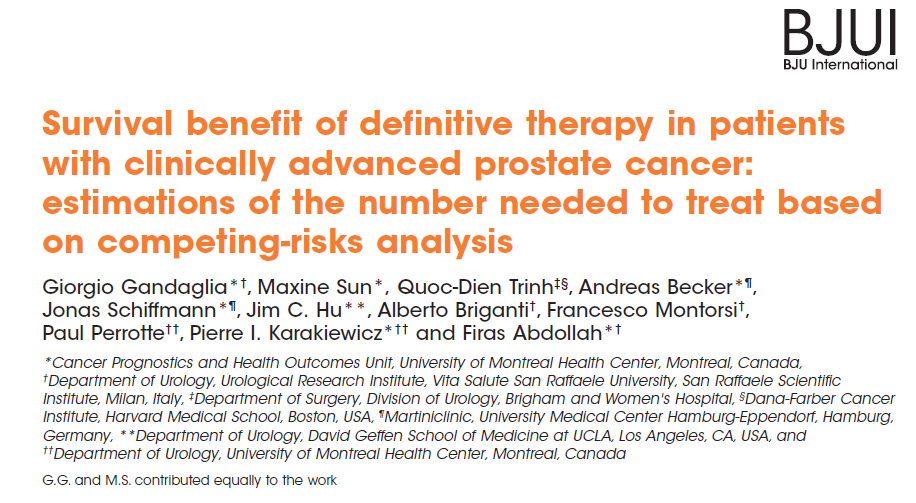 BJUI
BJU International
Survival benefit of definitive therapy in patients
with clinically advanced prostate cancer:
estimations of the number needed to treat based
on competing-risks analysis
Giorgio Gandaglia*†, Maxine Sun*, Quoc-Dien Trinh‡§, Andreas Becker*¶,
Jonas Schiffmann*¶, Jim C. Hu**, Alberto Briganti†, Francesco Montorsi†,
Paul Perrotte††, Pierre I. Karakiewicz*†† and Firas Abdollah*†
*Cancer Prognostics and Health Outcomes Unit, University of Montreal Health Center, Montreal, Canada,
†Department of Urology, Urological Research Institute, Vita Salute San Raffaele University, San Raffaele Scientific
Institute, Milan, Italy, ‡Department of Surgery, Division of Urology, Brigham and Women's Hospital, §Dana-Farber Cancer
Institute, Harvard Medical School, Boston, USA, ¶Martiniclinic, University Medical Center Hamburg-Eppendorf, Hamburg,
Germany, **Department of Urology, David Geffen School of Medicine at UCLA, Los Angeles, CA, USA, and
††Department of Urology, University of Montreal Health Center, Montreal, Canada
G.G. and M.S. contributed equally to the work